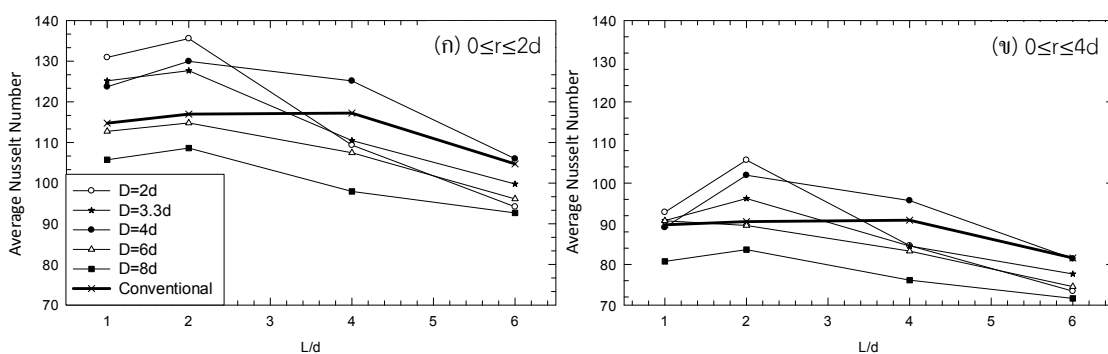 140
130
120
110
100
90
80
70
Average Nusselt Number
(ก) 0≤r≤2d
D=2d
D=3.3d
D=4d
D=6d
D=8d
Conventional
1 2 3 4 5 6
L/d
140
130
120
110
100
90
80
70
Average Nusselt Number
(ข) 0≤r≤4d
1 2 3 4 5 6
L/d